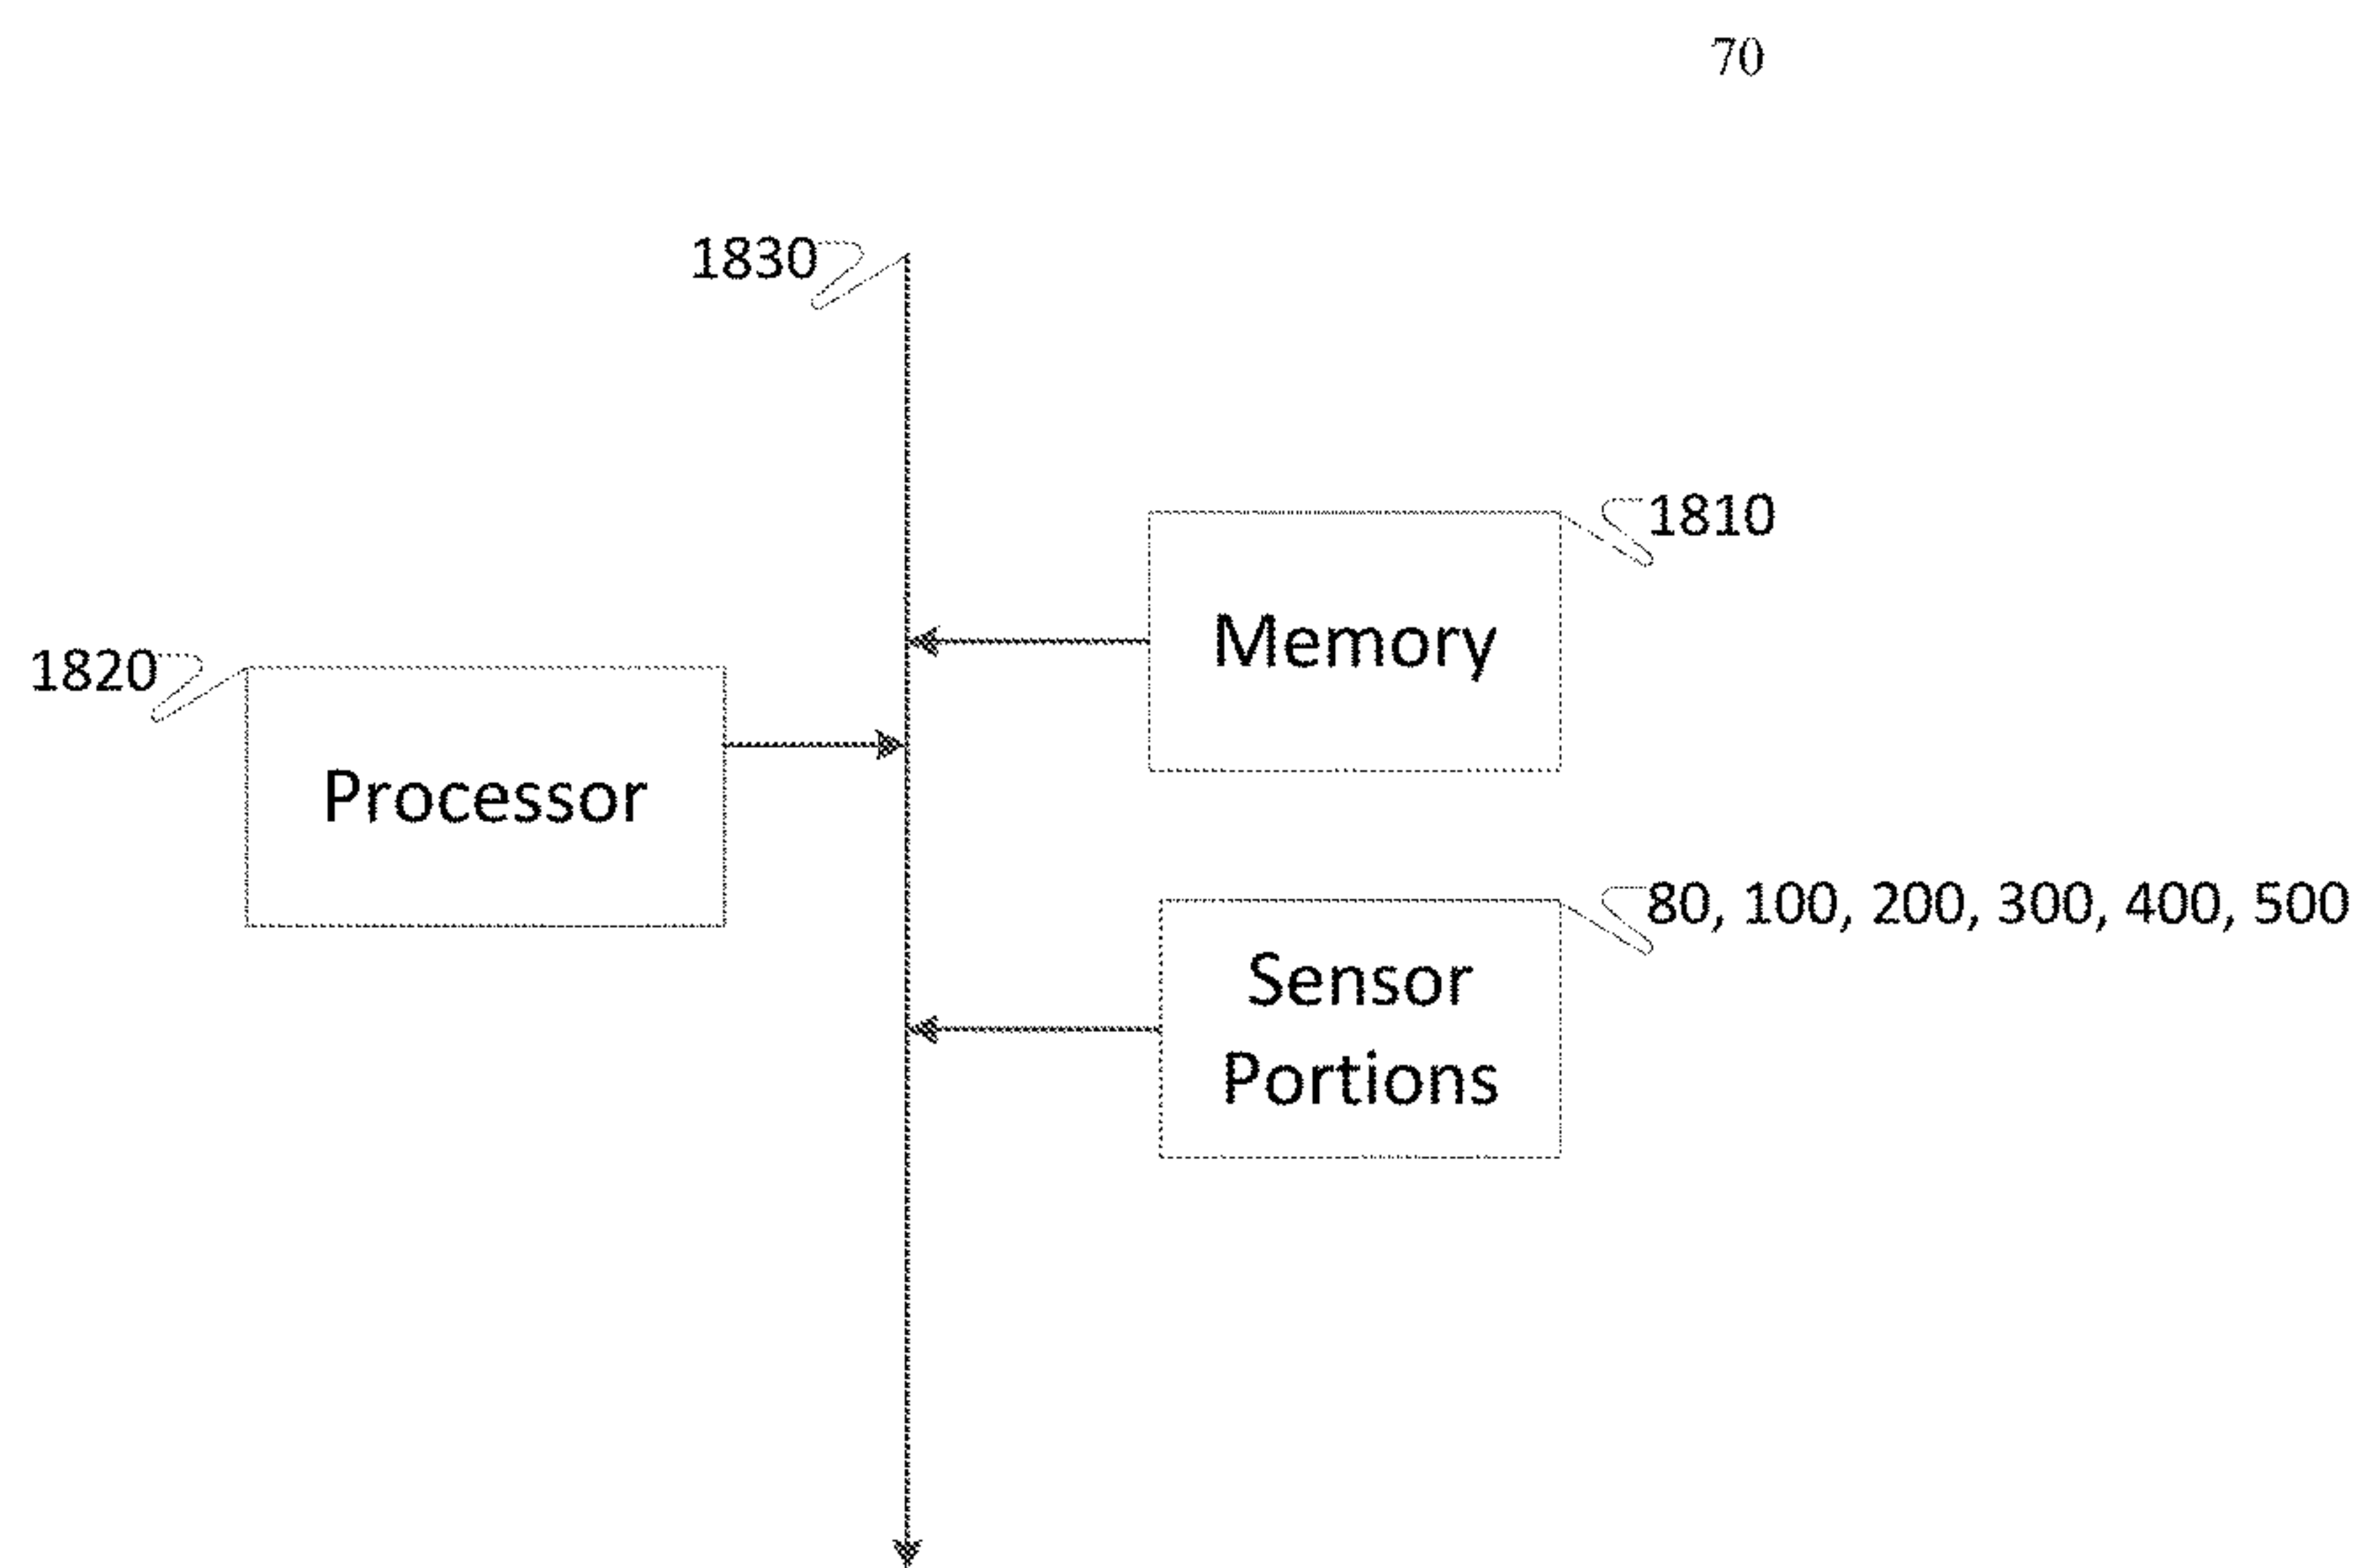 70
1830
1810
Memory
1820
Processor
80, 100, 200, 300, 400, 500
Sensor
Portions